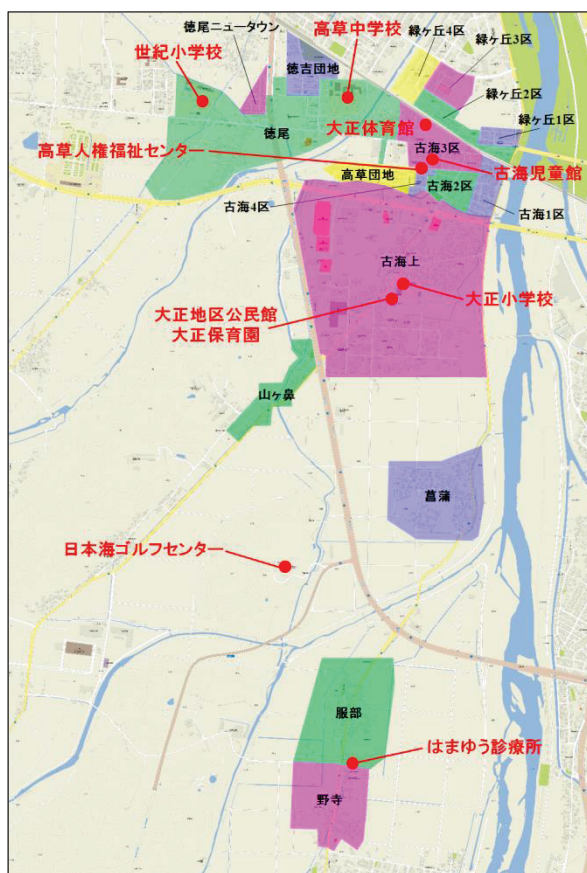 高草中学校
緑ヶ丘4区
緑ヶ丘3区
徳尾ニュータウン
世紀小学校
徳吉団地
緑ヶ丘2区
緑ヶ丘1区
大正体育館
徳尾
古海3区
高草人権福祉センター
古海児童館
高草団地
古海2区
古海4区
古海1区
古海上
大正小学校
大正地区公民館
大正保育園
山ヶ鼻
菖蒲
日本海ゴルフセンター
服部
はまゆう診療所
野寺